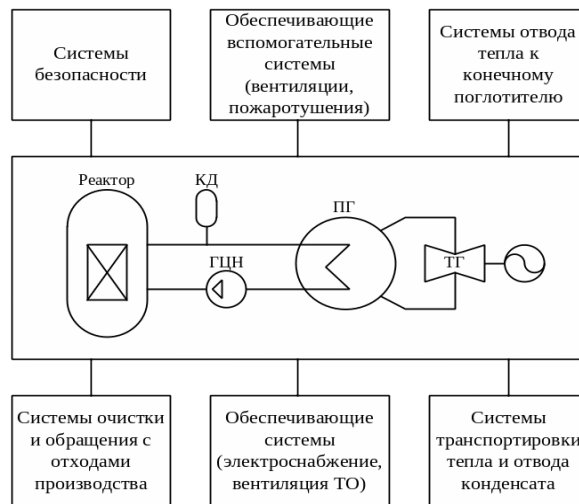 Системы
безопасности
Обеспечивающие
вспомогательные
системы
(вентиляции,
пожаротушения)
Системы отвода
тепла к
конечному
поглотителю
Реактор
КД
ПГ
ГЦН
ТГ
Системы очистки
и обращения с
отходами
производства
Обеспечивающие
системы
(электроснабжение,
вентиляция ТО)
Системы
транспортировки
тепла и отвода
конденсата